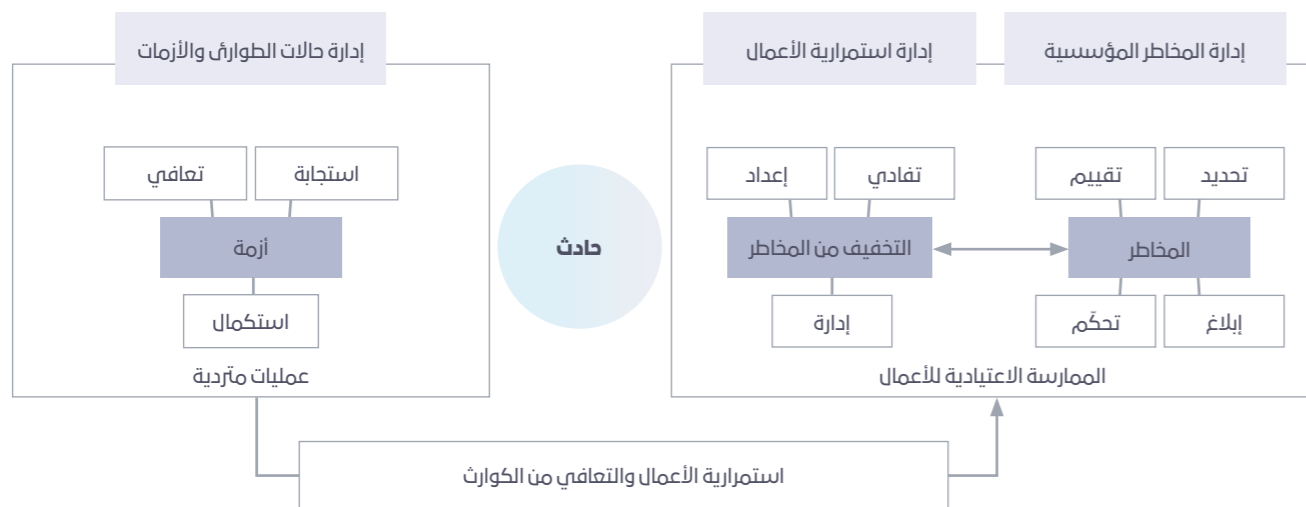 إدارة المخاطر المؤسسية
إدارة استمرارية الأعمال
إدارة حالات الطوارئ والأزمات
تحديد
تقييم
المخاطر
إبلاغ
تحكّم
تفادي
إعداد
التخفيف من المخاطر
إدارة
الممارسة الاعتيادية للأعمال
حادث
استجابة
تعافي
أزمة
استكمال
عمليات متردية
استمرارية الأعمال والتعافي من الكوارث